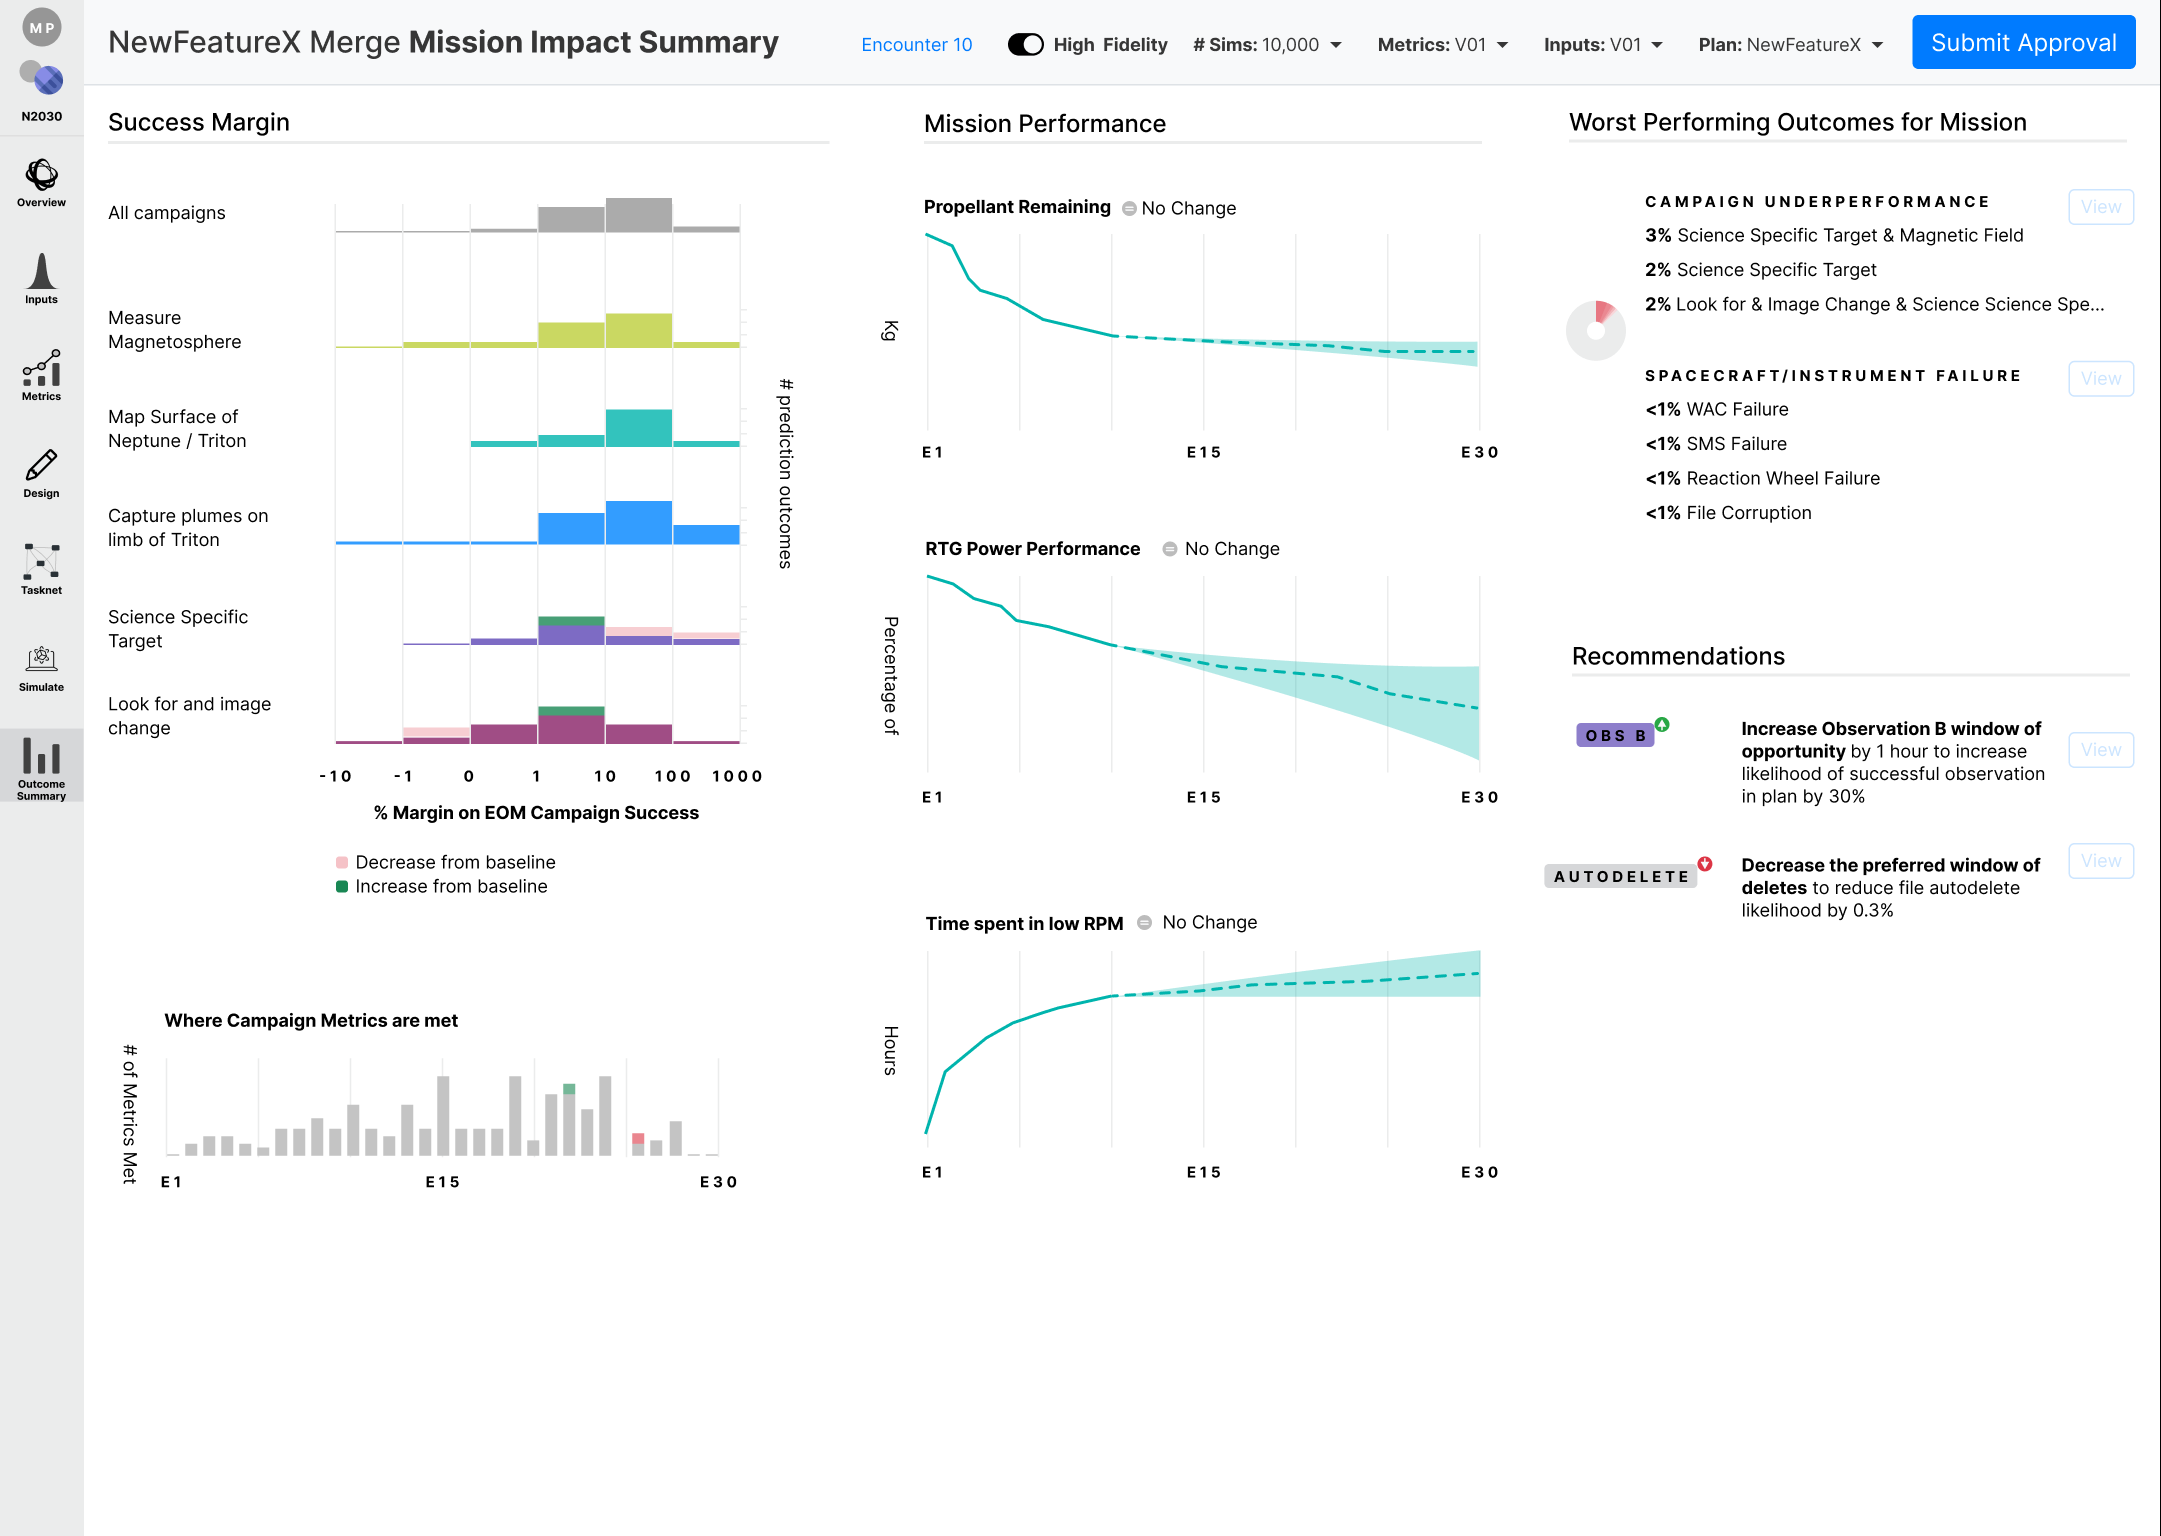 M P
N2030
Overview
Inputs
Metrics
Design
Tasknet
Simulate
Outcome
Summary
NewFeatureX Merge Mission Impact Summary
Encounter 10
High Fidelity
# Sims: 10,000
Metrics: V01
Inputs: V01
Plan: NewFeatureX
Submit Approval
Success Margin
All campaigns
Measure
Magnetosphere
Map Surface of
Neptune / Triton
Capture plumes on
limb of Triton
Science Specific
Target
Look for and image
change
# prediction outcomes
-10 -1 0 1 10 100 1000
% Margin on EOM Campaign Success
Decrease from baseline
Increase from baseline
Where Campaign Metrics are met
# of Metrics Met
E1 E15 E30
Mission Performance
Propellant Remaining
No Change
Kg
E1 E15 E30
RTG Power Performance
No Change
Percentage of
E1 E15 E30
Time spent in low RPM
No Change
Hours
E1 E15 E30
Worst Performing Outcomes for Mission
CAMPAIGN UNDERPERFORMANCE
View
3% Science Specific Target & Magnetic Field
2% Science Specific Target
2% Look for & Image Change & Science Science Spe...
SPACECRAFT/INSTRUMENT FAILURE
View
<1% WAC Failure
<1% SMS Failure
<1% Reaction Wheel Failure
<1% File Corruption
Recommendations
OBS B
Increase Observation B window of
opportunity by 1 hour to increase
likelihood of successful observation
in plan by 30%
View
AUTODELETE
Decrease the preferred window of
deletes to reduce file autodelete
likelihood by 0.3%
View